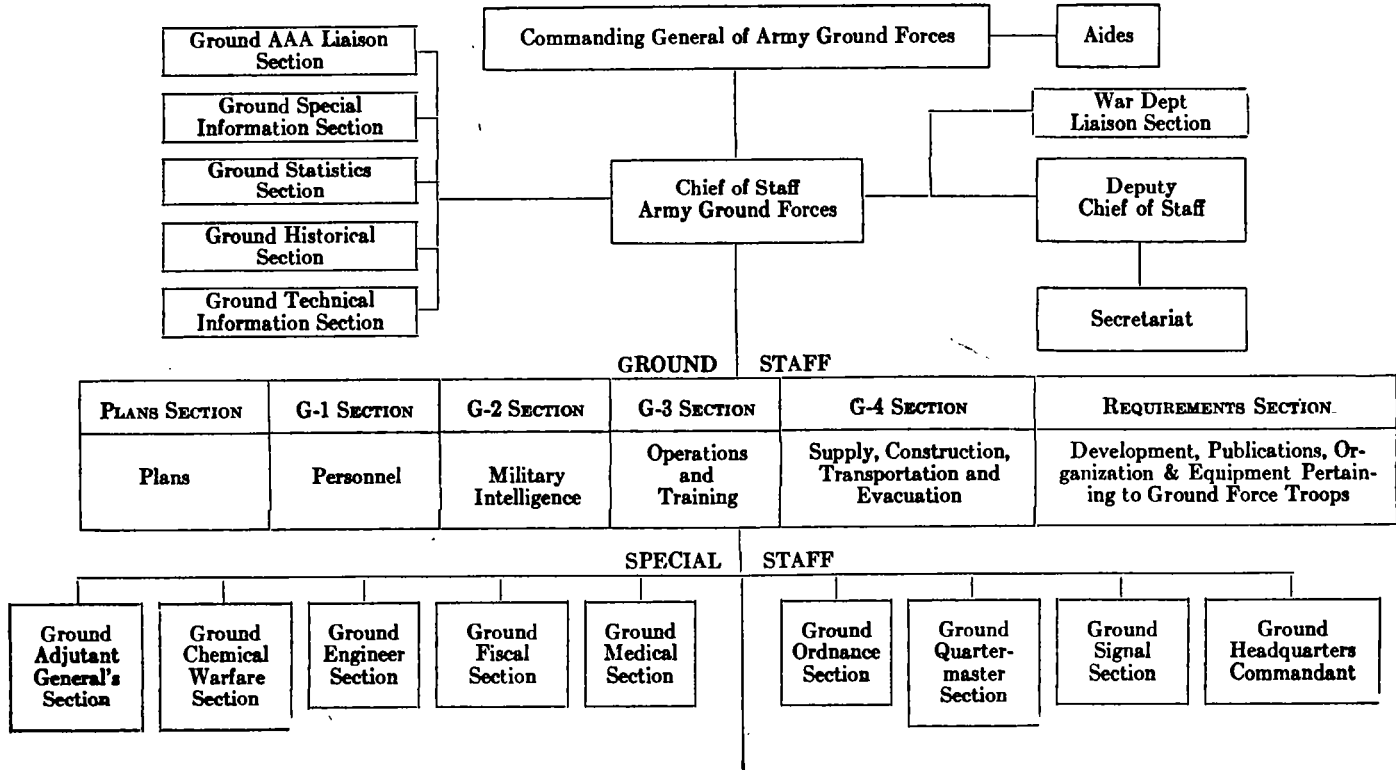 Commanding General of Army Ground Forces
Aides
Ground AAA Liaison
Section
Ground Special
Information Section
Ground Statistics
Section
Ground Historical
Section
Ground Technical
Information Section
War Dept
Liaison Section
Chief of Staff
Army Ground Forces
Deputy
Chief of Staff
Secretariat
GROUND STAFF
PLANS SECTION
G-1 SECTION
G-2 SECTION
G-3 SECTION
G-4 SECTION
REQUIREMENTS SECTION
Plans
Personnel
Military
Intelligence
Operations
and
Training
Supply, Construction,
Transportation and
Evacuation
Development, Publications, Or-
ganization & Equipment Pertain-
ing to Ground Force Troops
SPECIAL STAFF
Ground
Adjutant
General's
Section
Ground
Chemical
Warfare
Section
Ground
Engineer
Section
Ground
Fiscal
Section
Ground
Medical
Section
Ground
Ordnance
Section
Ground
Quarter-
master
Section
Ground
Signal
Section
Ground
Headquarters
Commandant